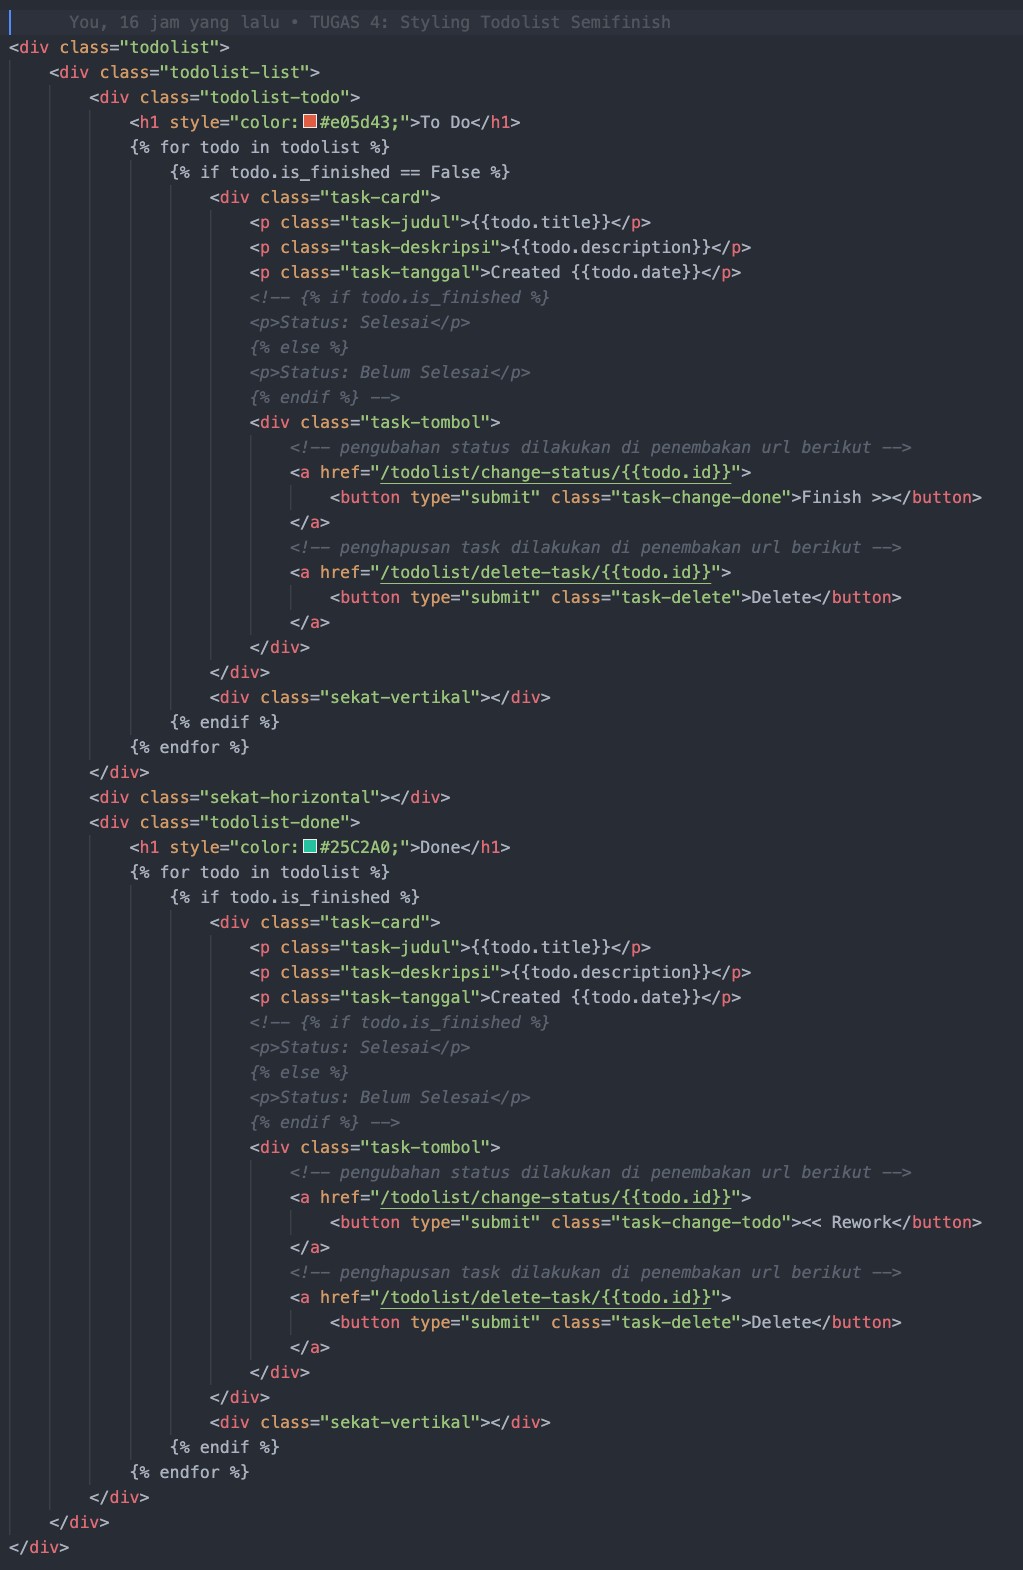 You, 16 jam yang lalu • TUGAS 4: Styling Todolist Semifinish
<div class="todolist">
<div class="todolist-list">
<div class="todolist-todo">
<h1 style="color:#e05d43;">To Do</h1>
{% for todo in todolist %}
{% if todo.is_finished == False %}
<div class="task-card">
<p class="task-judul">{{todo.title}}</p>
<p class="task-deskripsi">{{todo.description}}</p>
<p class="task-tanggal">Created {{todo.date}}</p>
<!-- {% if todo.is_finished %}
<p>Status: Selesai</p>
{% else %}
<p>Status: Belum Selesai</p>
{% endif %} -->
<div class="task-tombol">
<!-- pengubahan status dilakukan di penembakan url berikut -->
<a href="/todolist/change-status/{{todo.id}}">
<button type="submit" class="task-change-done">Finish >></button>
</a>
<!-- penghapusan task dilakukan di penembakan url berikut -->
<a href="/todolist/delete-task/{{todo.id}}">
<button type="submit" class="task-delete">Delete</button>
</a>
</div>
</div>
<div class="sekat-vertikal"></div>
{% endif %}
{% endfor %}
</div>
<div class="sekat-horizontal"></div>
<div class="todolist-done">
<h1 style="color:#25C2A0;">Done</h1>
{% for todo in todolist %}
{% if todo.is_finished %}
<div class="task-card">
<p class="task-judul">{{todo.title}}</p>
<p class="task-deskripsi">{{todo.description}}</p>
<p class="task-tanggal">Created {{todo.date}}</p>
<!-- {% if todo.is_finished %}
<p>Status: Selesai</p>
{% else %}
<p>Status: Belum Selesai</p>
{% endif %} -->
<div class="task-tombol">
<!-- pengubahan status dilakukan di penembakan url berikut -->
<a href="/todolist/change-status/{{todo.id}}">
<button type="submit" class="task-change-todo"><< Rework</button>
</a>
<!-- penghapusan task dilakukan di penembakan url berikut -->
<a href="/todolist/delete-task/{{todo.id}}">
<button type="submit" class="task-delete">Delete</button>
</a>
</div>
</div>
<div class="sekat-vertikal"></div>
{% endif %}
{% endfor %}
</div>
</div>
</div>